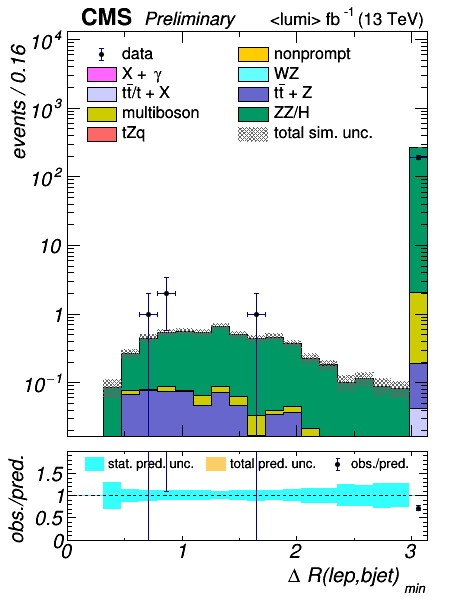 CMS Preliminary <lumi> fb⁻¹ (13 TeV)
events / 0.16
10⁴
10³
10²
10
1
10⁻¹
data
X + γ
tt̄/t + X
multiboson
tZq
nonprompt
WZ
tt̄ + Z
ZZ/H
total sim. unc.
obs./pred.
1.5
1
0.5
0
stat. pred. unc. total pred. unc. obs./pred.
0 1 2 3
Δ R(lep,bjet)min